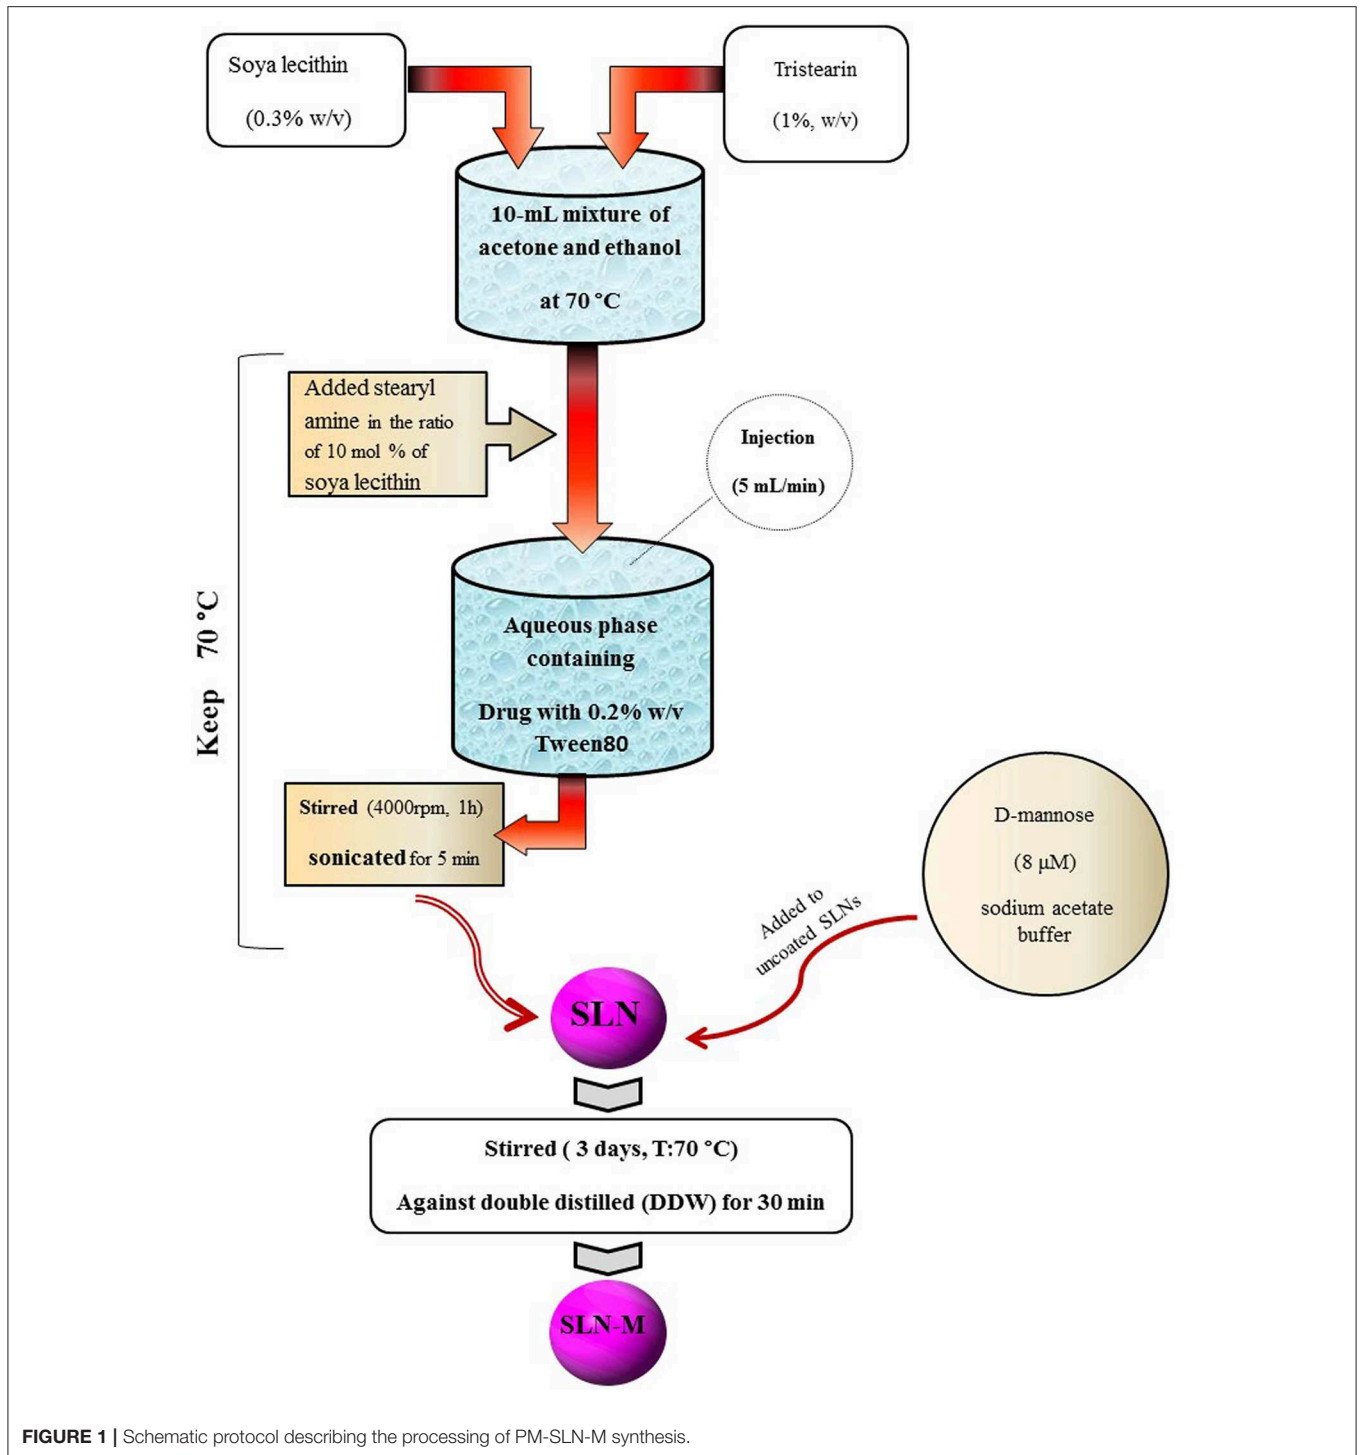 Soya lecithin
(0.3% w/v)
Tristearin
(1%, w/v)
10-mL mixture of
acetone and ethanol
at 70 °C
Added stearyl
amine in the ratio
of 10 mol % of
soya lecithin
Injection
(5 mL/min)
Keep 70 °C
Aqueous phase
containing
Drug with 0.2% w/v
Tween80
Stirred (4000rpm, 1h)
sonicated for 5 min
D-mannose
(8 µM)
sodium acetate
buffer
Added to
uncoated SLNs
SLN
Stirred ( 3 days, T:70 °C)
Against double distilled (DDW) for 30 min
SLN-M
FIGURE 1 | Schematic protocol describing the processing of PM-SLN-M synthesis.